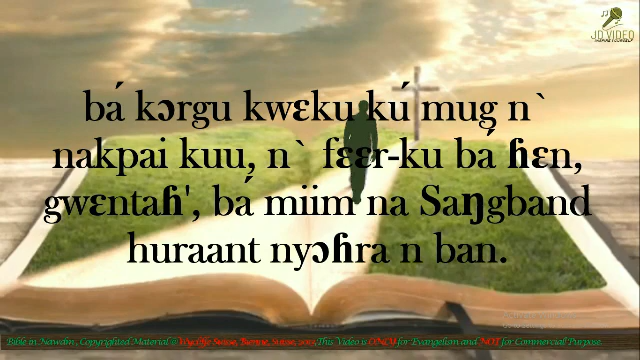 JD VIDEO
bá kɔrgu kwɛku kú mug n`
nakpai kuu, n` fɛɛr-ku bá ɦɛn,
gwɛntaɦ', bá miim na Saŋgband
huraant nyɔɦra n ban.
Bible in Nawdm, Copyrighted Material @ Wycliffe Suisse, Bienne, Suisse, 2015 This Video is ONLY for Evangelism and NOT for Commercial Purpose.